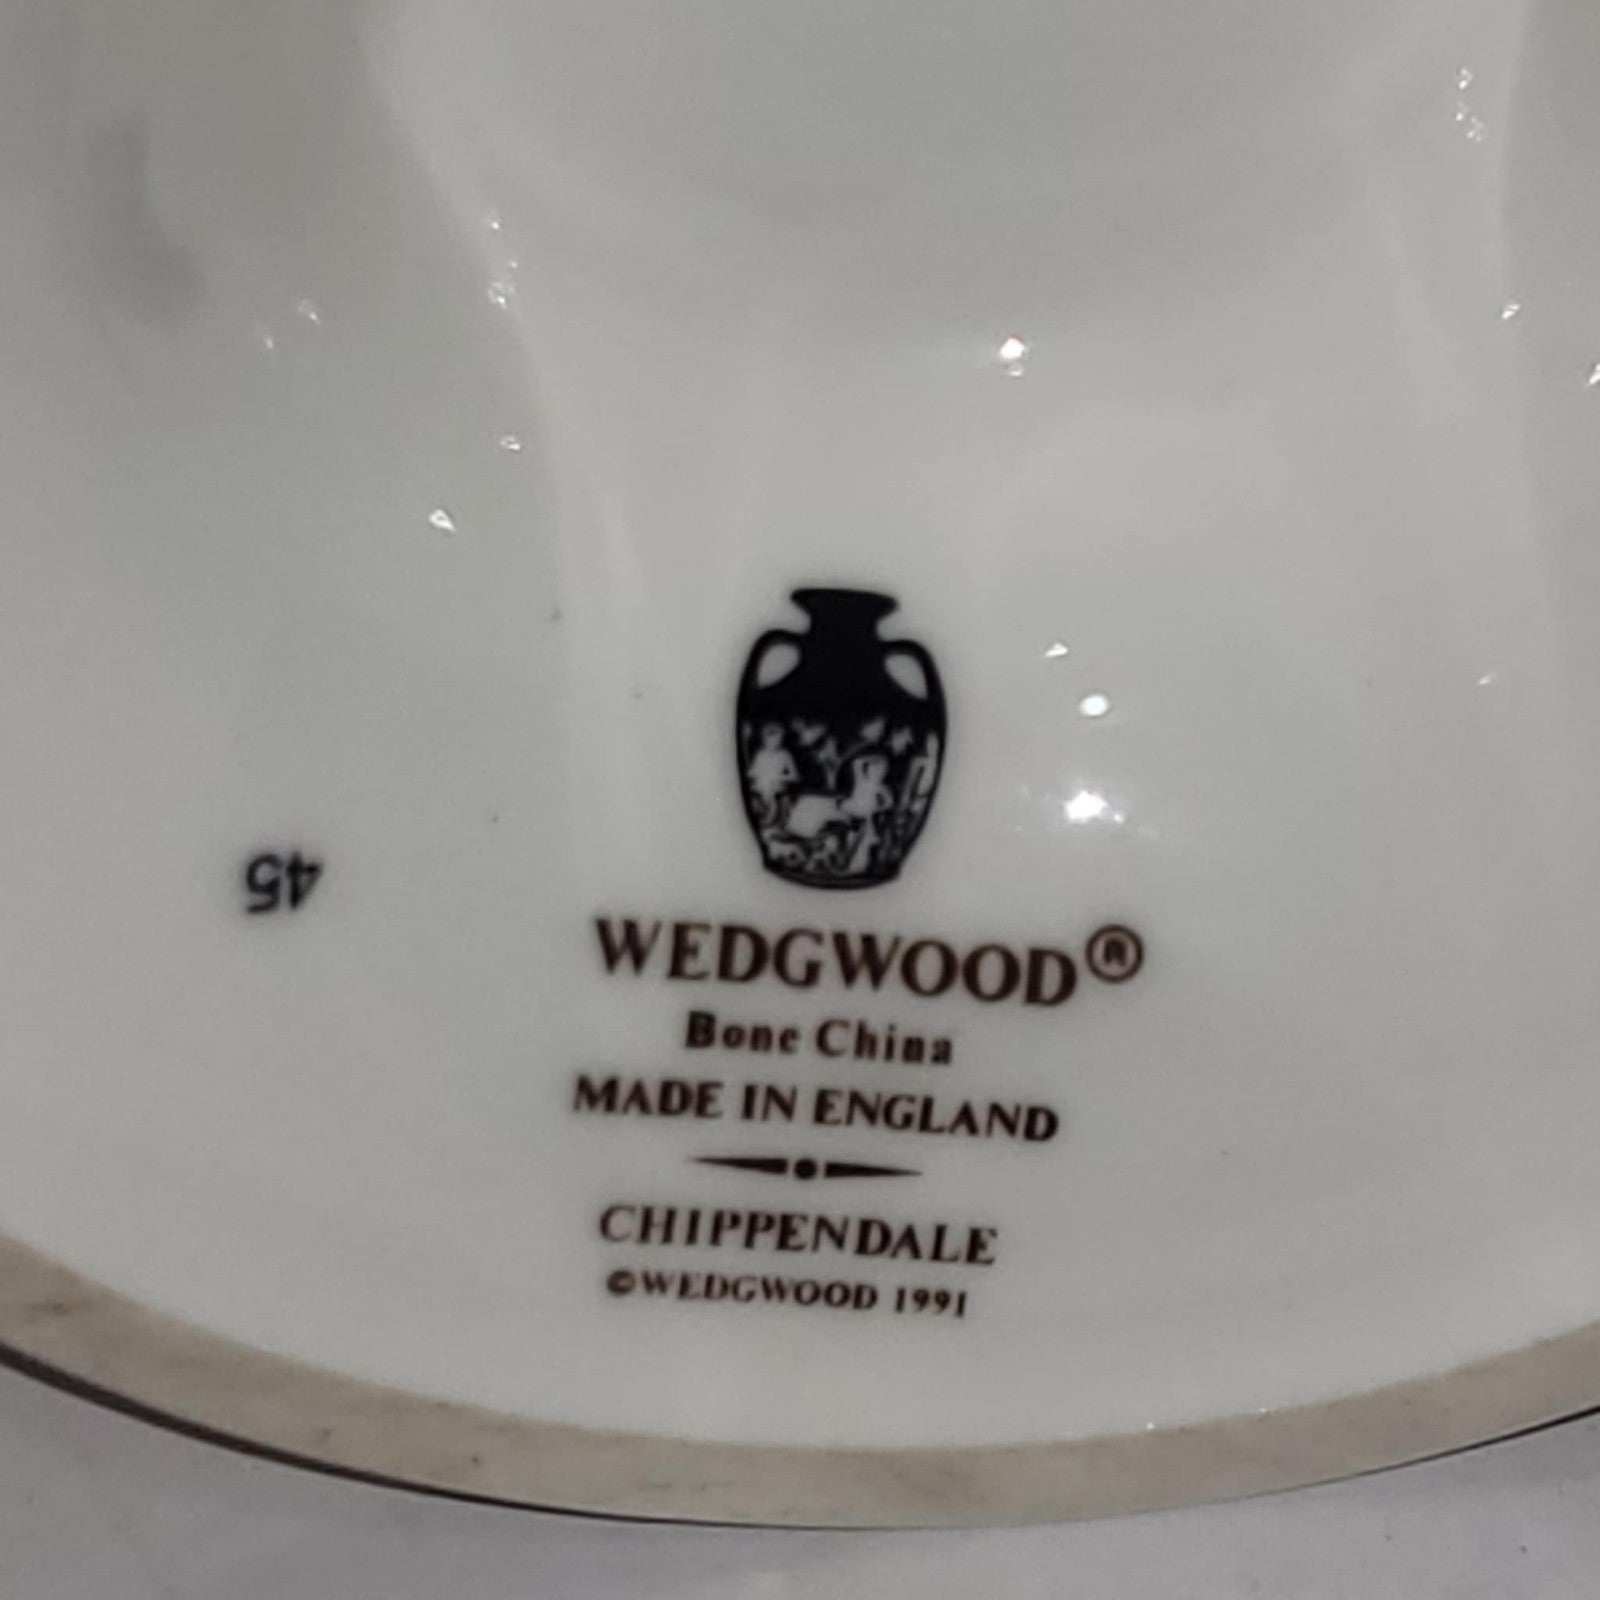 45
WEDGWOOD®
Bone China
MADE IN ENGLAND
CHIPPENDALE
©WEDGWOOD 1991